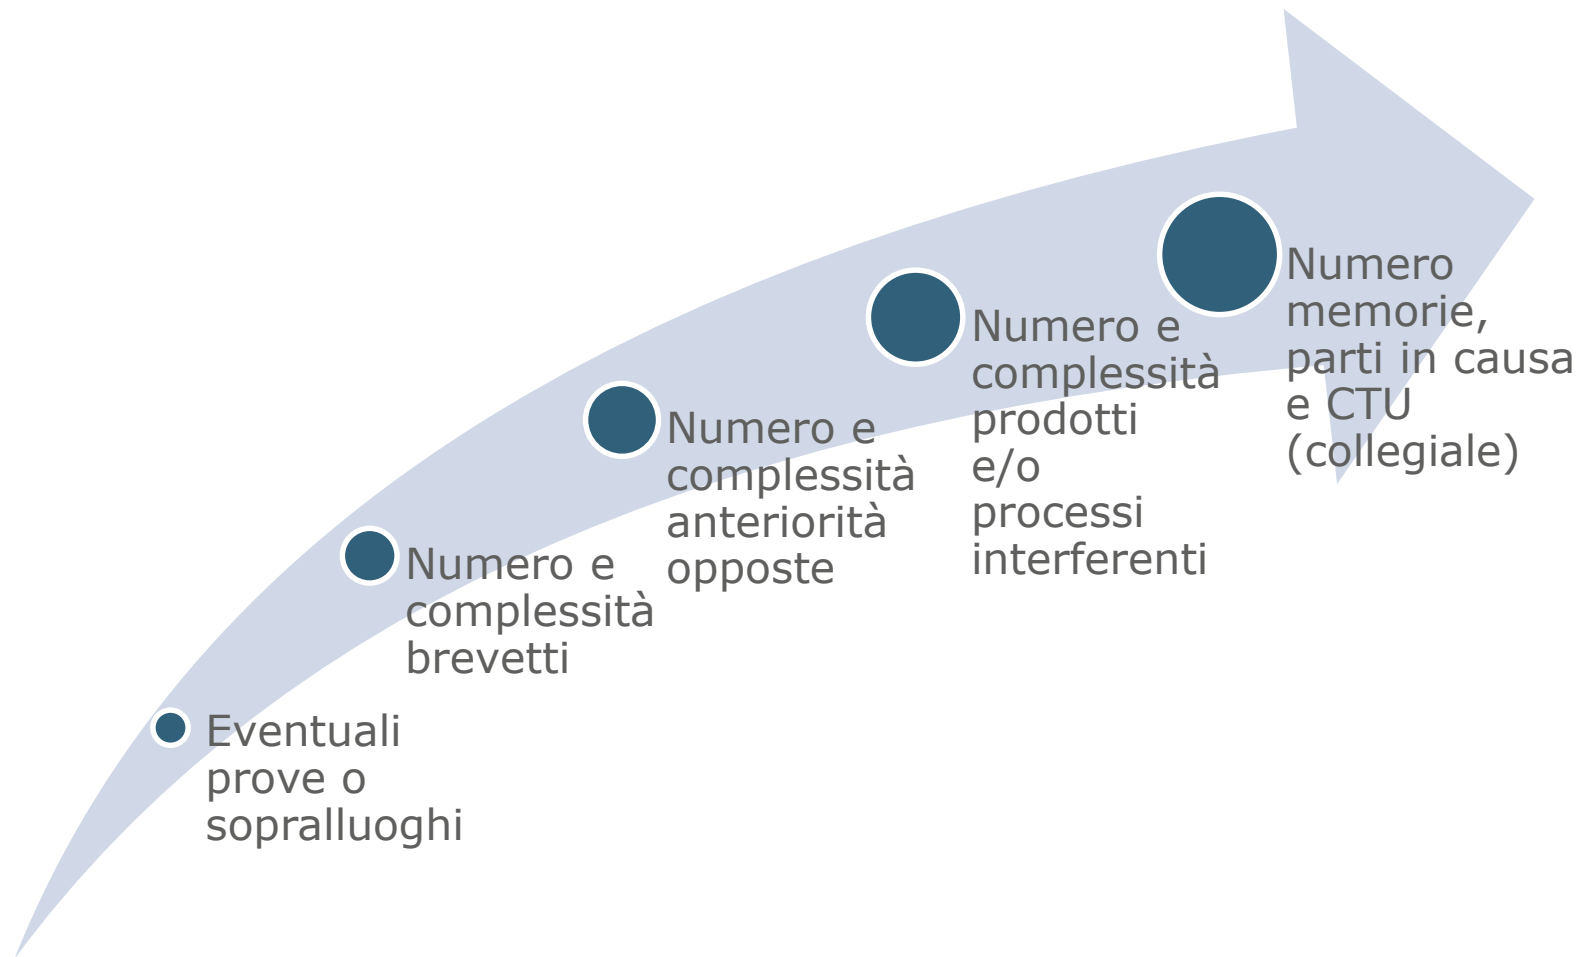 Eventuali
prove o
sopralluoghi
Numero e
complessità
brevetti
Numero e
complessità
anteriorità
opposte
Numero e
complessità
prodotti
e/o
processi
interferenti
Numero
memorie,
parti in causa
e CTU
(collegiale)